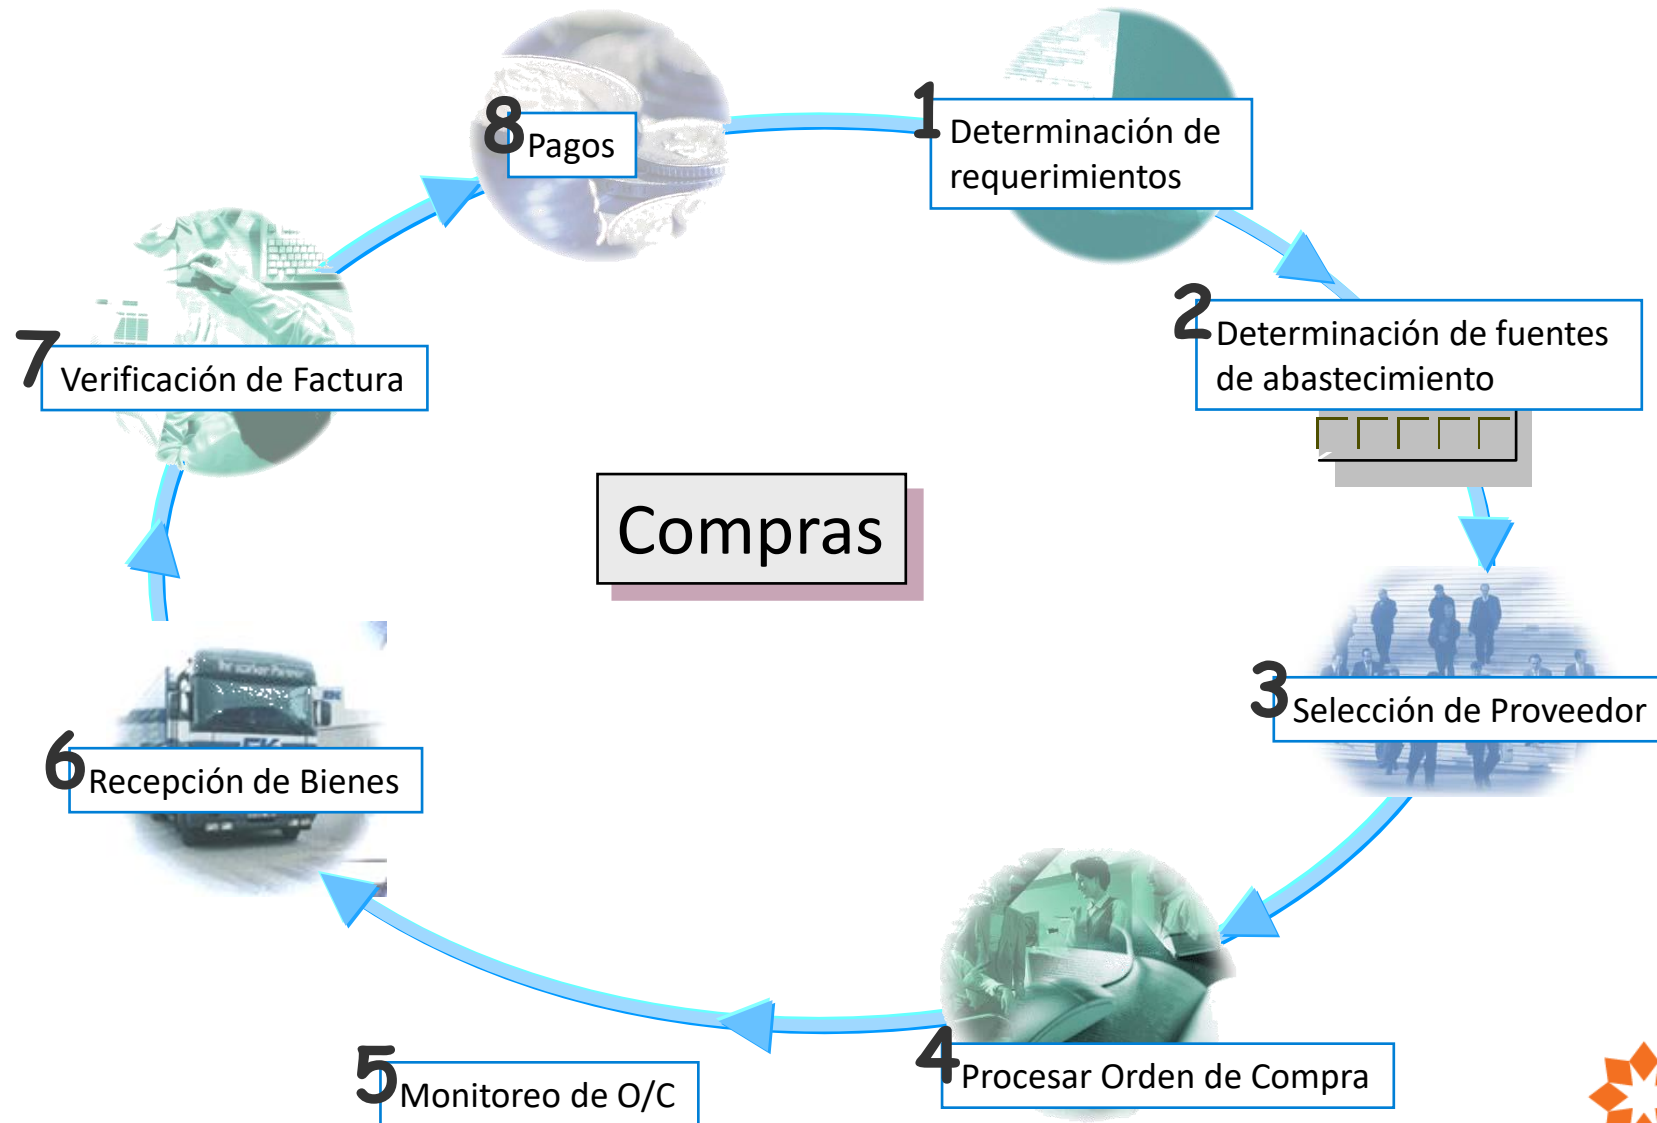 1
Determinación de
requerimientos
2
Determinación de fuentes
de abastecimiento
3
Selección de Proveedor
4
Procesar Orden de Compra
5
Monitoreo de O/C
6
Recepción de Bienes
7
Verificación de Factura
8
Pagos
Compras